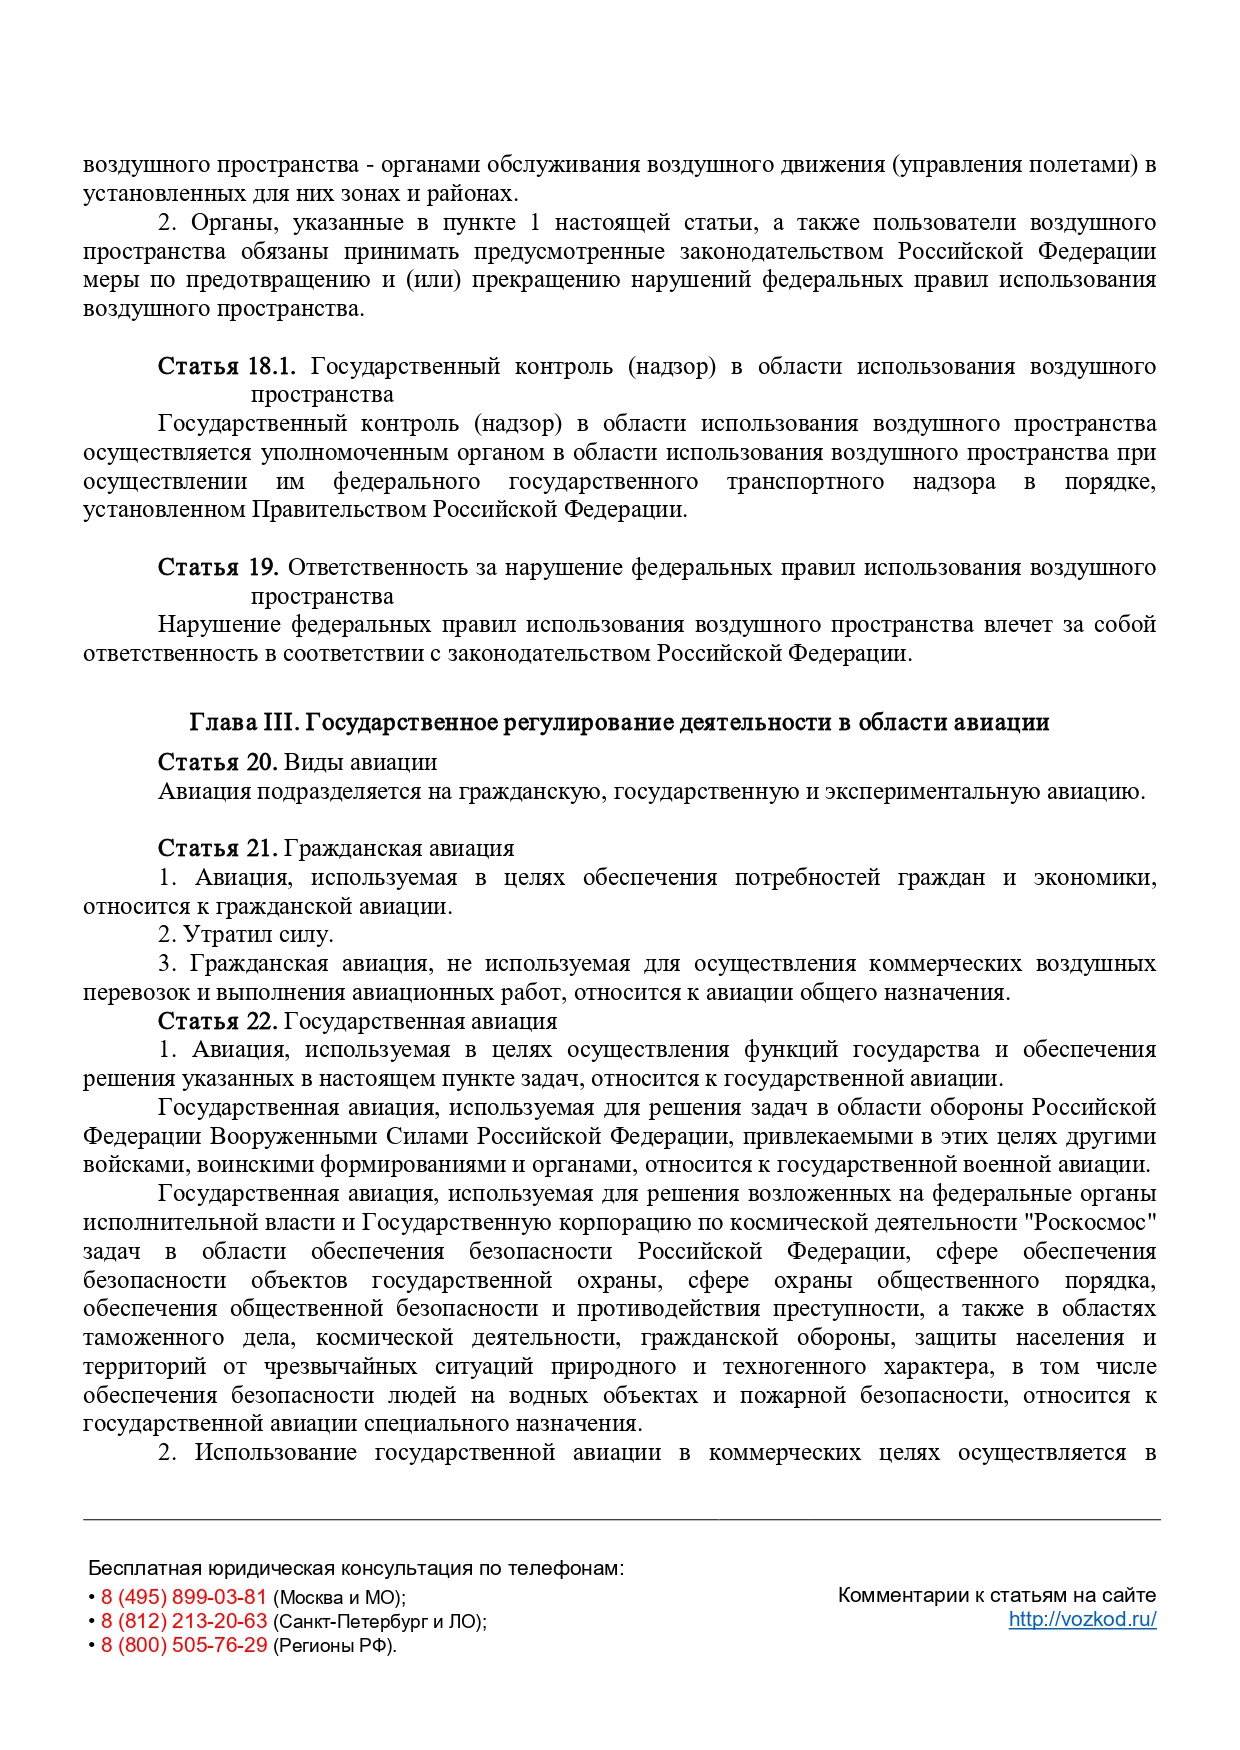 воздушного пространства - органами обслуживания воздушного движения (управления полетами) в
установленных для них зонах и районах.
2. Органы, указанные в пункте 1 настоящей статьи, а также пользователи воздушного
пространства обязаны принимать предусмотренные законодательством Российской Федерации
меры по предотвращению и (или) прекращению нарушений федеральных правил использования
воздушного пространства.
Статья 18.1. Государственный контроль (надзор) в области использования воздушного
пространства
Государственный контроль (надзор) в области использования воздушного пространства
осуществляется уполномоченным органом в области использования воздушного пространства при
осуществлении им федерального государственного транспортного надзора в порядке,
установленном Правительством Российской Федерации.
Статья 19. Ответственность за нарушение федеральных правил использования воздушного
пространства
Нарушение федеральных правил использования воздушного пространства влечет за собой
ответственность в соответствии с законодательством Российской Федерации.
Глава III. Государственное регулирование деятельности в области авиации
Статья 20. Виды авиации
Авиация подразделяется на гражданскую, государственную и экспериментальную авиацию.
Статья 21. Гражданская авиация
1. Авиация, используемая в целях обеспечения потребностей граждан и экономики,
относится к гражданской авиации.
2. Утратил силу.
3. Гражданская авиация, не используемая для осуществления коммерческих воздушных
перевозок и выполнения авиационных работ, относится к авиации общего назначения.
Статья 22. Государственная авиация
1. Авиация, используемая в целях осуществления функций государства и обеспечения
решения указанных в настоящем пункте задач, относится к государственной авиации.
Государственная авиация, используемая для решения задач в области обороны Российской
Федерации Вооруженными Силами Российской Федерации, привлекаемыми в этих целях другими
войсками, воинскими формированиями и органами, относится к государственной военной авиации.
Государственная авиация, используемая для решения возложенных на федеральные органы
исполнительной власти и Государственную корпорацию по космической деятельности "Роскосмос"
задач в области обеспечения безопасности Российской Федерации, сфере обеспечения
безопасности объектов государственной охраны, сфере охраны общественного порядка,
обеспечения общественной безопасности и противодействия преступности, а также в областях
таможенного дела, космической деятельности, гражданской обороны, защиты населения и
территорий от чрезвычайных ситуаций природного и техногенного характера, в том числе
обеспечения безопасности людей на водных объектах и пожарной безопасности, относится к
государственной авиации специального назначения.
2. Использование государственной авиации в коммерческих целях осуществляется в
Бесплатная юридическая консультация по телефонам:
• 8 (495) 899-03-81 (Москва и МО);
• 8 (812) 213-20-63 (Санкт-Петербург и ЛО);
• 8 (800) 505-76-29 (Регионы РФ).
Комментарии к статьям на сайте
http://vozkod.ru/